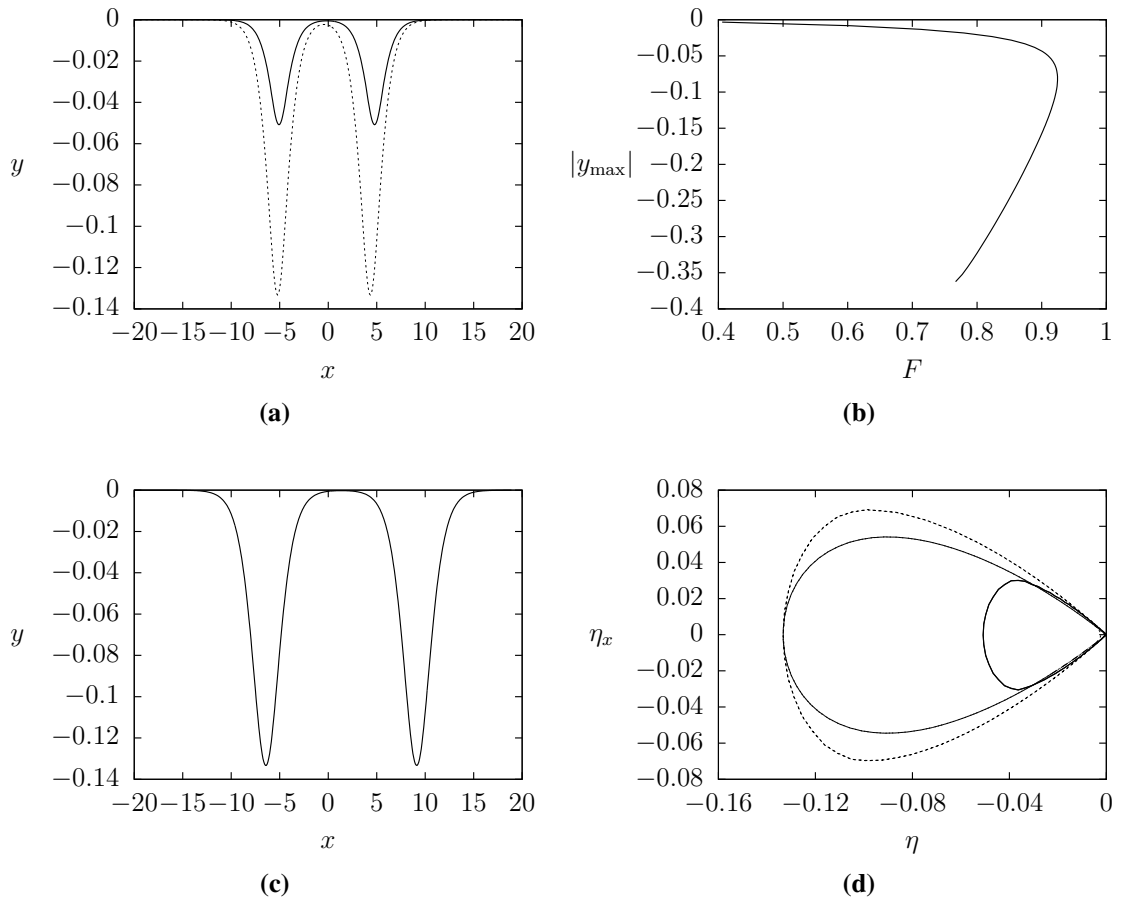 0
−0.02
−0.04
−0.06
−0.08
−0.1
−0.12
−0.14
y
−20 −15 −10 −5 0 5 10 15 20
x
(a)
0
−0.05
−0.1
−0.15
−0.2
−0.25
−0.3
−0.35
−0.4
|y_max|
0.4 0.5 0.6 0.7 0.8 0.9 1
F
(b)
0
−0.02
−0.04
−0.06
−0.08
−0.1
−0.12
−0.14
y
−20 −15 −10 −5 0 5 10 15 20
x
(c)
0.08
0.06
0.04
0.02
0
−0.02
−0.04
−0.06
−0.08
η_x
−0.16 −0.12 −0.08 −0.04 0
η
(d)